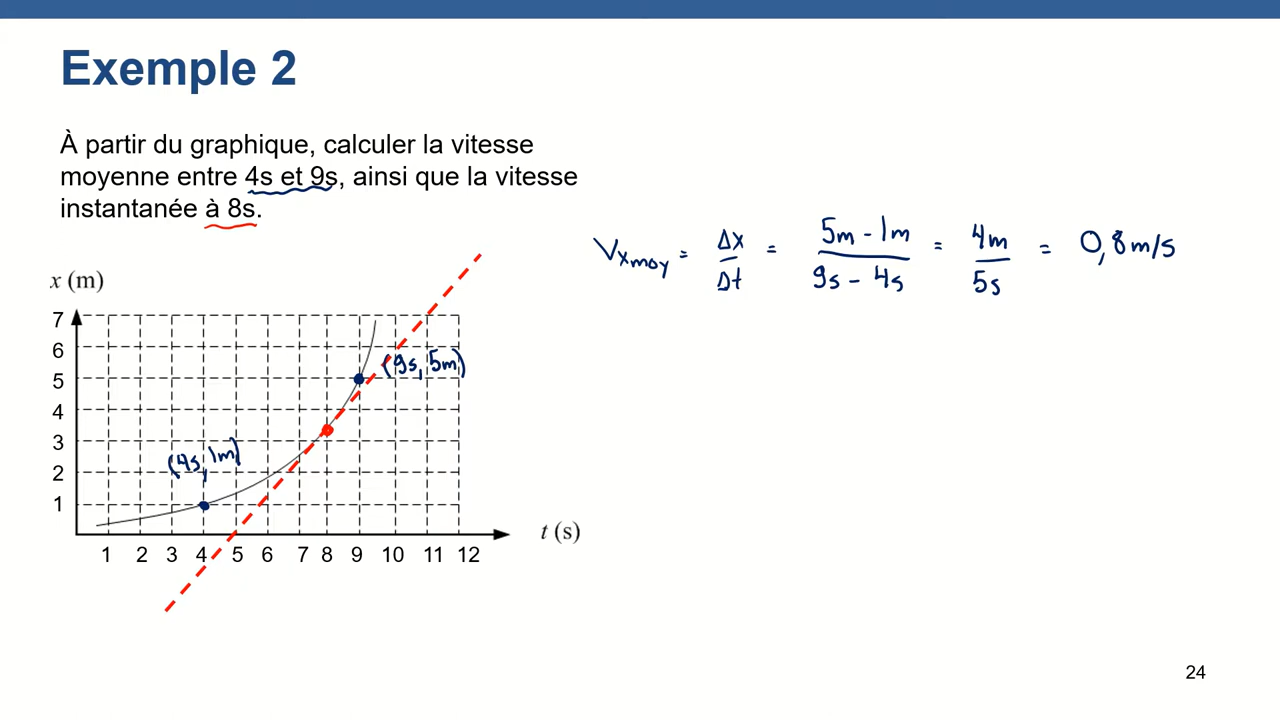 Exemple 2
À partir du graphique, calculer la vitesse
moyenne entre 4s et 9s, ainsi que la vitesse
instantanée à 8s.
Vxmoy = Δx/Δt = (5m - 1m)/(9s - 4s) = 4m/5s = 0,8m/s
x (m)
7
6
(9s, 5m)
5
4
3
(4s, 1m)
2
1
t (s)
1 2 3 4 5 6 7 8 9 10 11 12
24